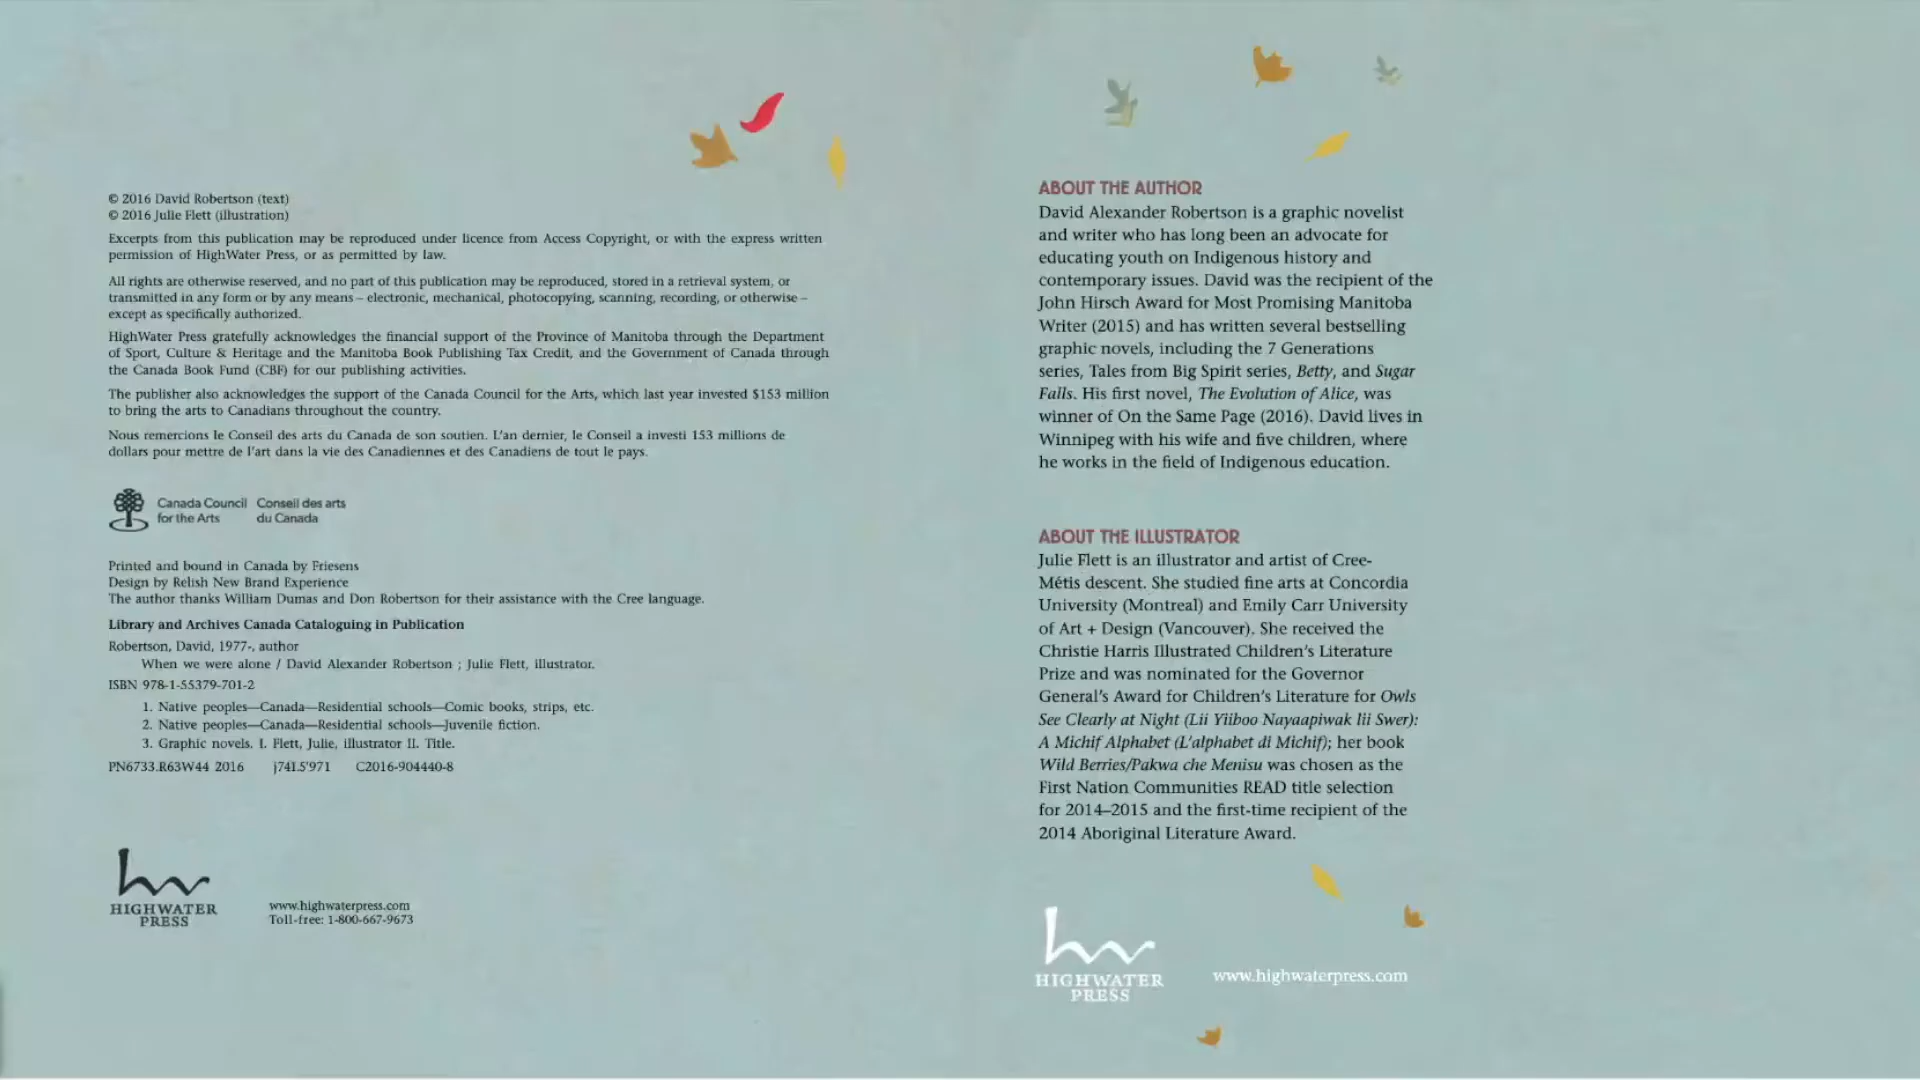 © 2016 David Robertson (text)
© 2016 Julie Flett (illustration)
Excerpts from this publication may be reproduced under licence from Access Copyright, or with the express written
permission of HighWater Press, or as permitted by law.
All rights are otherwise reserved, and no part of this publication may be reproduced, stored in a retrieval system, or
transmitted in any form or by any means – electronic, mechanical, photocopying, scanning, recording, or otherwise –
except as specifically authorized.
HighWater Press gratefully acknowledges the financial support of the Province of Manitoba through the Department
of Sport, Culture & Heritage and the Manitoba Book Publishing Tax Credit, and the Government of Canada through
the Canada Book Fund (CBF) for our publishing activities.
The publisher also acknowledges the support of the Canada Council for the Arts, which last year invested $153 million
to bring the arts to Canadians throughout the country.
Nous remercions le Conseil des arts du Canada de son soutien. L'an dernier, le Conseil a investi 153 millions de
dollars pour mettre de l'art dans la vie des Canadiennes et des Canadiens de tout le pays.
Canada Council Conseil des arts
for the Arts du Canada
Printed and bound in Canada by Friesens
Design by Relish New Brand Experience
The author thanks William Dumas and Don Robertson for their assistance with the Cree language.
Library and Archives Canada Cataloguing in Publication
Robertson, David, 1977-, author
When we were alone / David Alexander Robertson ; Julie Flett, illustrator.
ISBN 978-1-55379-701-2
1. Native peoples—Canada—Residential schools—Comic books, strips, etc.
2. Native peoples—Canada—Residential schools—Juvenile fiction.
3. Graphic novels. I. Flett, Julie, illustrator II. Title.
PN6733.R63W44 2016 j741.5'971 C2016-904440-8
HIGHWATER
PRESS
www.highwaterpress.com
Toll-free: 1-800-667-9673
ABOUT THE AUTHOR
David Alexander Robertson is a graphic novelist
and writer who has long been an advocate for
educating youth on Indigenous history and
contemporary issues. David was the recipient of the
John Hirsch Award for Most Promising Manitoba
Writer (2015) and has written several bestselling
graphic novels, including the 7 Generations
series, Tales from Big Spirit series, Betty, and Sugar
Falls. His first novel, The Evolution of Alice, was
winner of On the Same Page (2016). David lives in
Winnipeg with his wife and five children, where
he works in the field of Indigenous education.
ABOUT THE ILLUSTRATOR
Julie Flett is an illustrator and artist of Cree-
Métis descent. She studied fine arts at Concordia
University (Montreal) and Emily Carr University
of Art + Design (Vancouver). She received the
Christie Harris Illustrated Children's Literature
Prize and was nominated for the Governor
General's Award for Children's Literature for Owls
See Clearly at Night (Lii Yiiboo Nayaapiwak lii Swer):
A Michif Alphabet (L'alphabet di Michif); her book
Wild Berries/Pakwa che Menisu was chosen as the
First Nation Communities READ title selection
for 2014–2015 and the first-time recipient of the
2014 Aboriginal Literature Award.
HIGHWATER
PRESS
www.highwaterpress.com